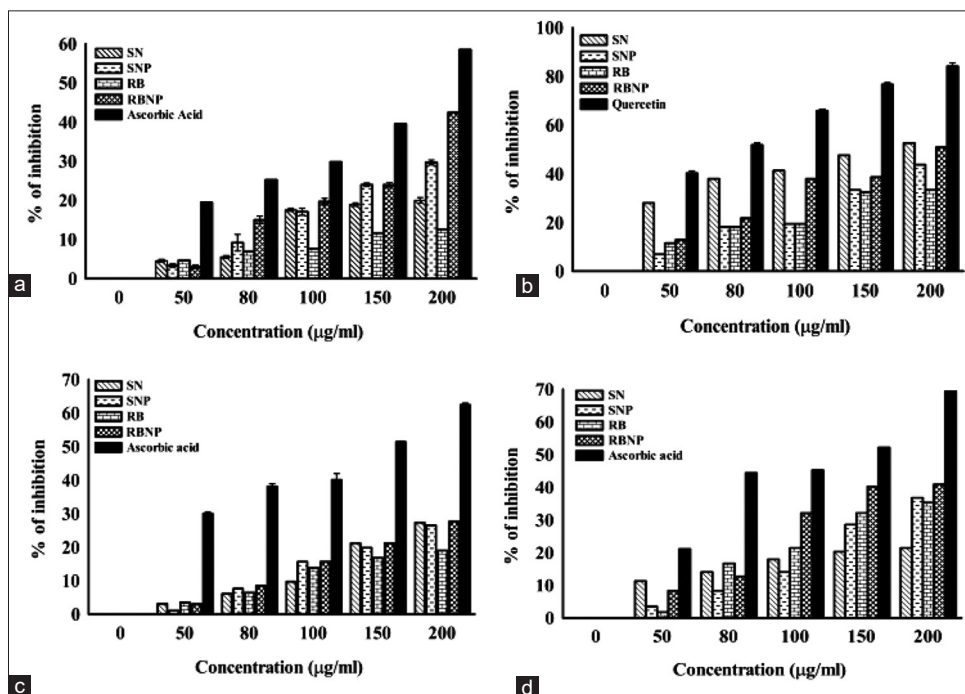 60
50
40
30
20
10
0
% of inhibition
SN
SNP
RB
RBNP
Ascorbic Acid
0 50 80 100 150 200
Concentration (µg/ml)
a
100
80
60
40
20
0
% of inhibition
SN
SNP
RB
RBNP
Quercetin
0 50 80 100 150 200
Concentration (µg/ml)
b
70
60
50
40
30
20
10
0
% of inhibition
SN
SNP
RB
RBNP
Ascorbic acid
0 50 80 100 150 200
Concentration (µg/ml)
c
70
60
50
40
30
20
10
0
% of inhibition
SN
SNP
RB
RBNP
Ascorbic acid
0 50 80 100 150 200
Concentration (µg/ml)
d